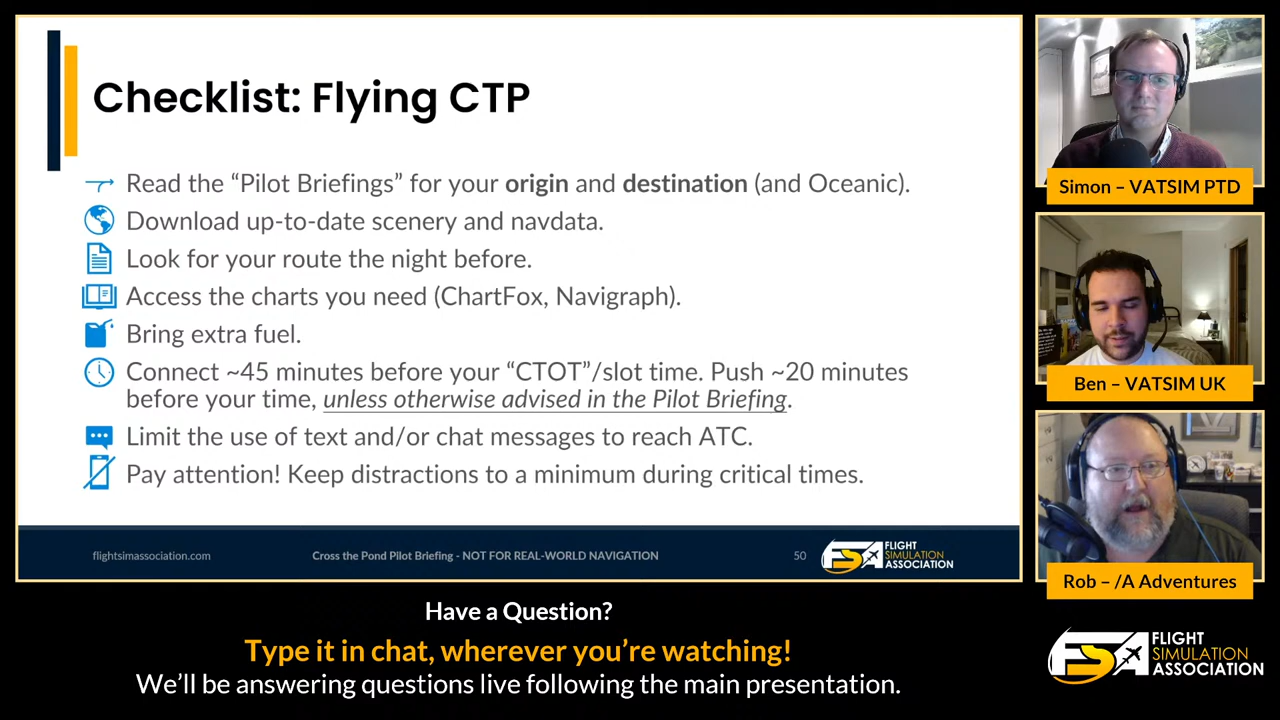 Checklist: Flying CTP
Read the “Pilot Briefings” for your origin and destination (and Oceanic).
Download up-to-date scenery and navdata.
Look for your route the night before.
Access the charts you need (ChartFox, Navigraph).
Bring extra fuel.
Connect ~45 minutes before your “CTOT”/slot time. Push ~20 minutes
before your time, unless otherwise advised in the Pilot Briefing.
Limit the use of text and/or chat messages to reach ATC.
Pay attention! Keep distractions to a minimum during critical times.
flightsimassociation.com
Cross the Pond Pilot Briefing - NOT FOR REAL-WORLD NAVIGATION
50
FSA
FLIGHT
SIMULATION
ASSOCIATION
Simon – VATSIM PTD
Ben – VATSIM UK
Rob – /A Adventures
Have a Question?
Type it in chat, wherever you’re watching!
We’ll be answering questions live following the main presentation.
FSA
FLIGHT
SIMULATION
ASSOCIATION